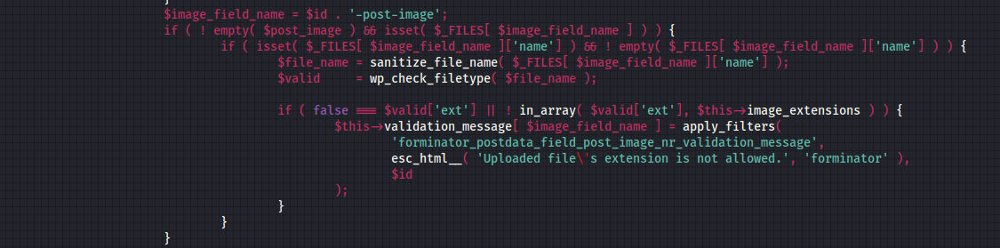 }
$image_field_name = $id . '-post-image';
if ( ! empty( $post_image ) && isset( $_FILES[ $image_field_name ] ) ) {
if ( isset( $_FILES[ $image_field_name ]['name'] ) && ! empty( $_FILES[ $image_field_name ]['name'] ) ) {
$file_name = sanitize_file_name( $_FILES[ $image_field_name ]['name'] );
$valid = wp_check_filetype( $file_name );
if ( false === $valid['ext'] || ! in_array( $valid['ext'], $this->image_extensions ) ) {
$this->validation_message[ $image_field_name ] = apply_filters(
'forminator_postdata_field_post_image_nr_validation_message',
esc_html__( 'Uploaded file\'s extension is not allowed.', 'forminator' ),
$id
);
}
}
}